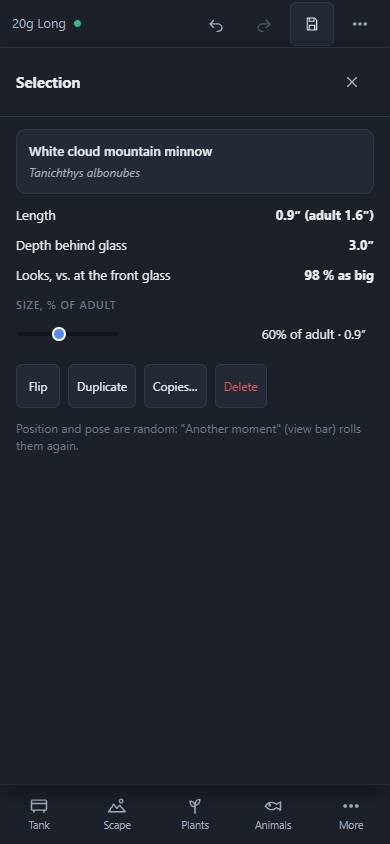 20g Long
Selection
White cloud mountain minnow
Tanichthys albonubes
Length 0.9″ (adult 1.6″)
Depth behind glass 3.0″
Looks, vs. at the front glass 98 % as big
SIZE, % OF ADULT
60% of adult · 0.9″
Flip Duplicate Copies... Delete
Position and pose are random: "Another moment" (view bar) rolls
them again.
Tank Scape Plants Animals More